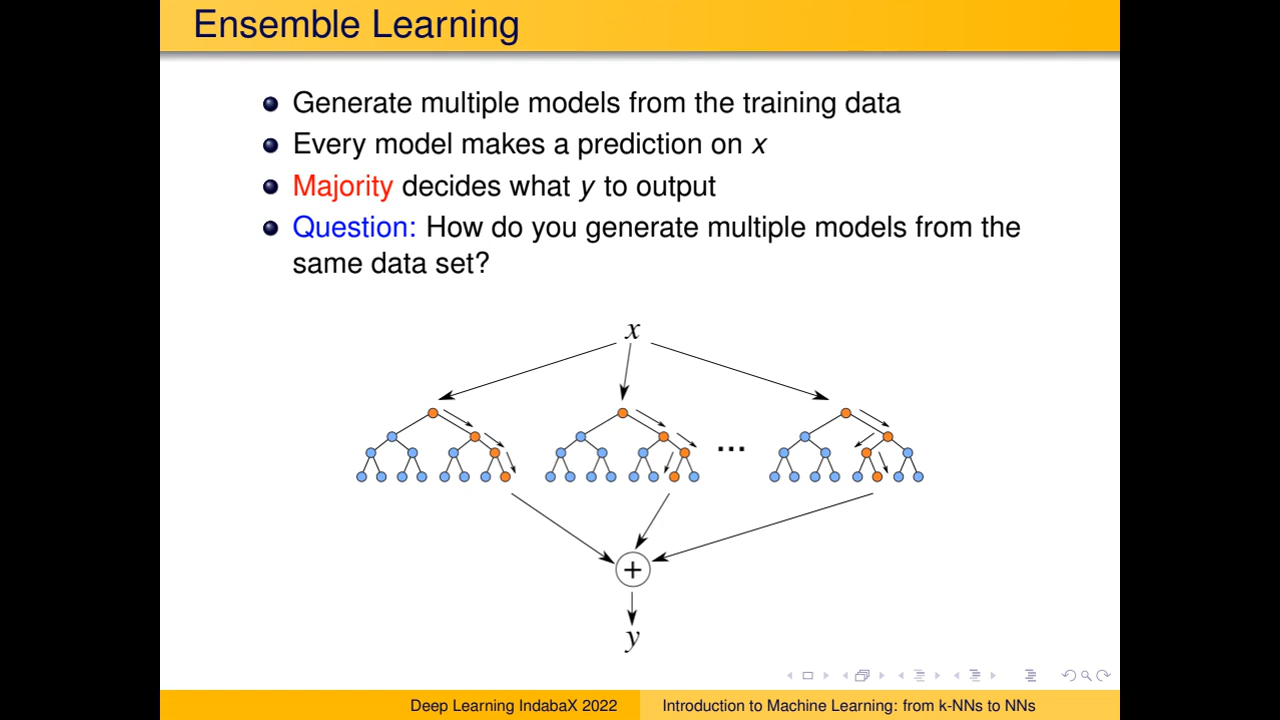 Ensemble Learning
Generate multiple models from the training data
Every model makes a prediction on x
Majority decides what y to output
Question: How do you generate multiple models from the
same data set?
x
...
+
y
Deep Learning IndabaX 2022
Introduction to Machine Learning: from k-NNs to NNs